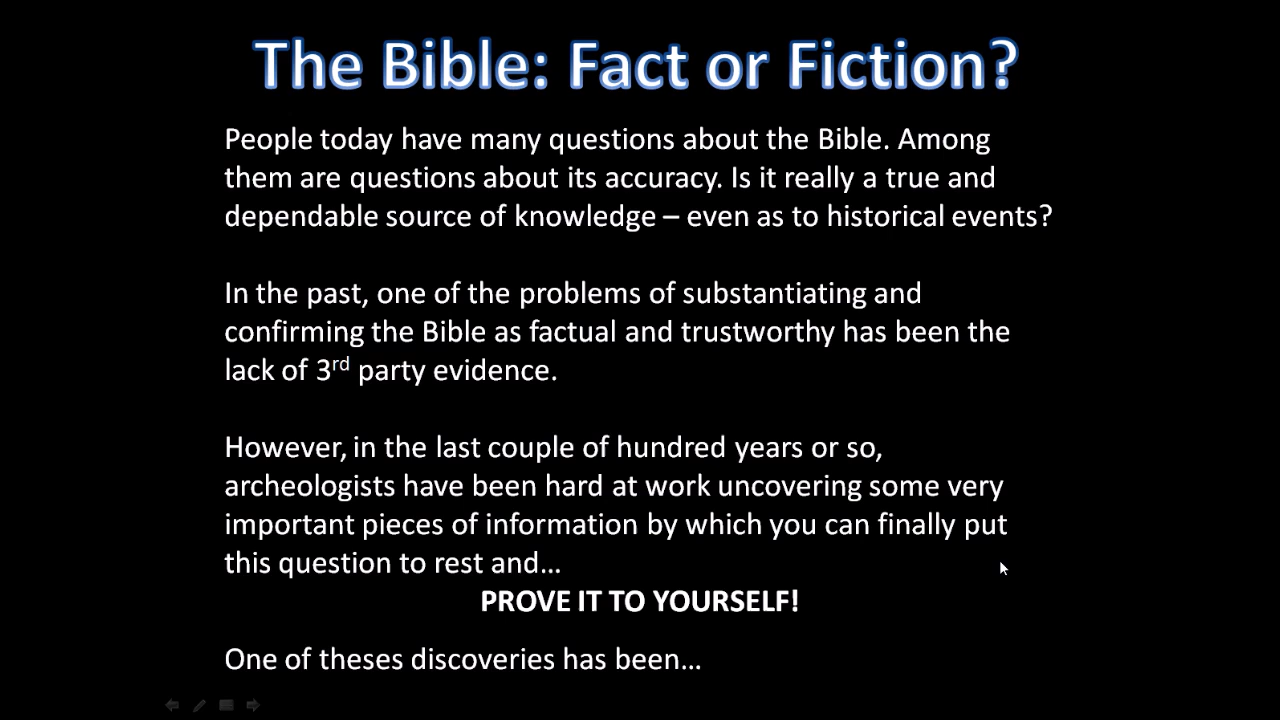 The Bible: Fact or Fiction?
People today have many questions about the Bible. Among
them are questions about its accuracy. Is it really a true and
dependable source of knowledge – even as to historical events?
In the past, one of the problems of substantiating and
confirming the Bible as factual and trustworthy has been the
lack of 3rd party evidence.
However, in the last couple of hundred years or so,
archeologists have been hard at work uncovering some very
important pieces of information by which you can finally put
this question to rest and…
PROVE IT TO YOURSELF!
One of theses discoveries has been…